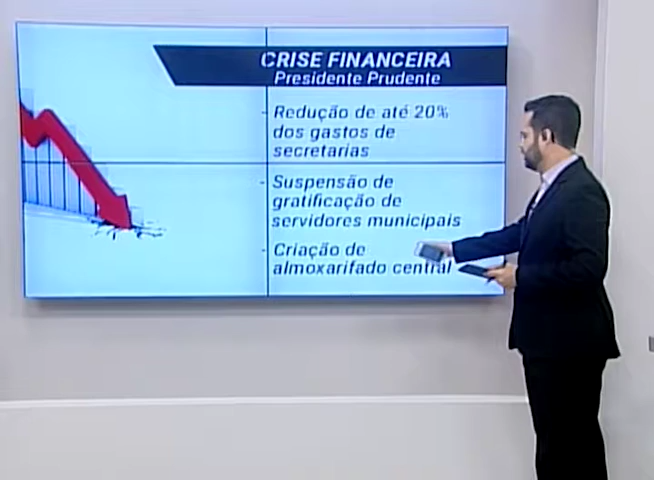 CRISE FINANCEIRA
Presidente Prudente
- Redução de até 20%
dos gastos de
secretarias
- Suspensão de
gratificação de
servidores municipais
- Criação de
almoxarifado central